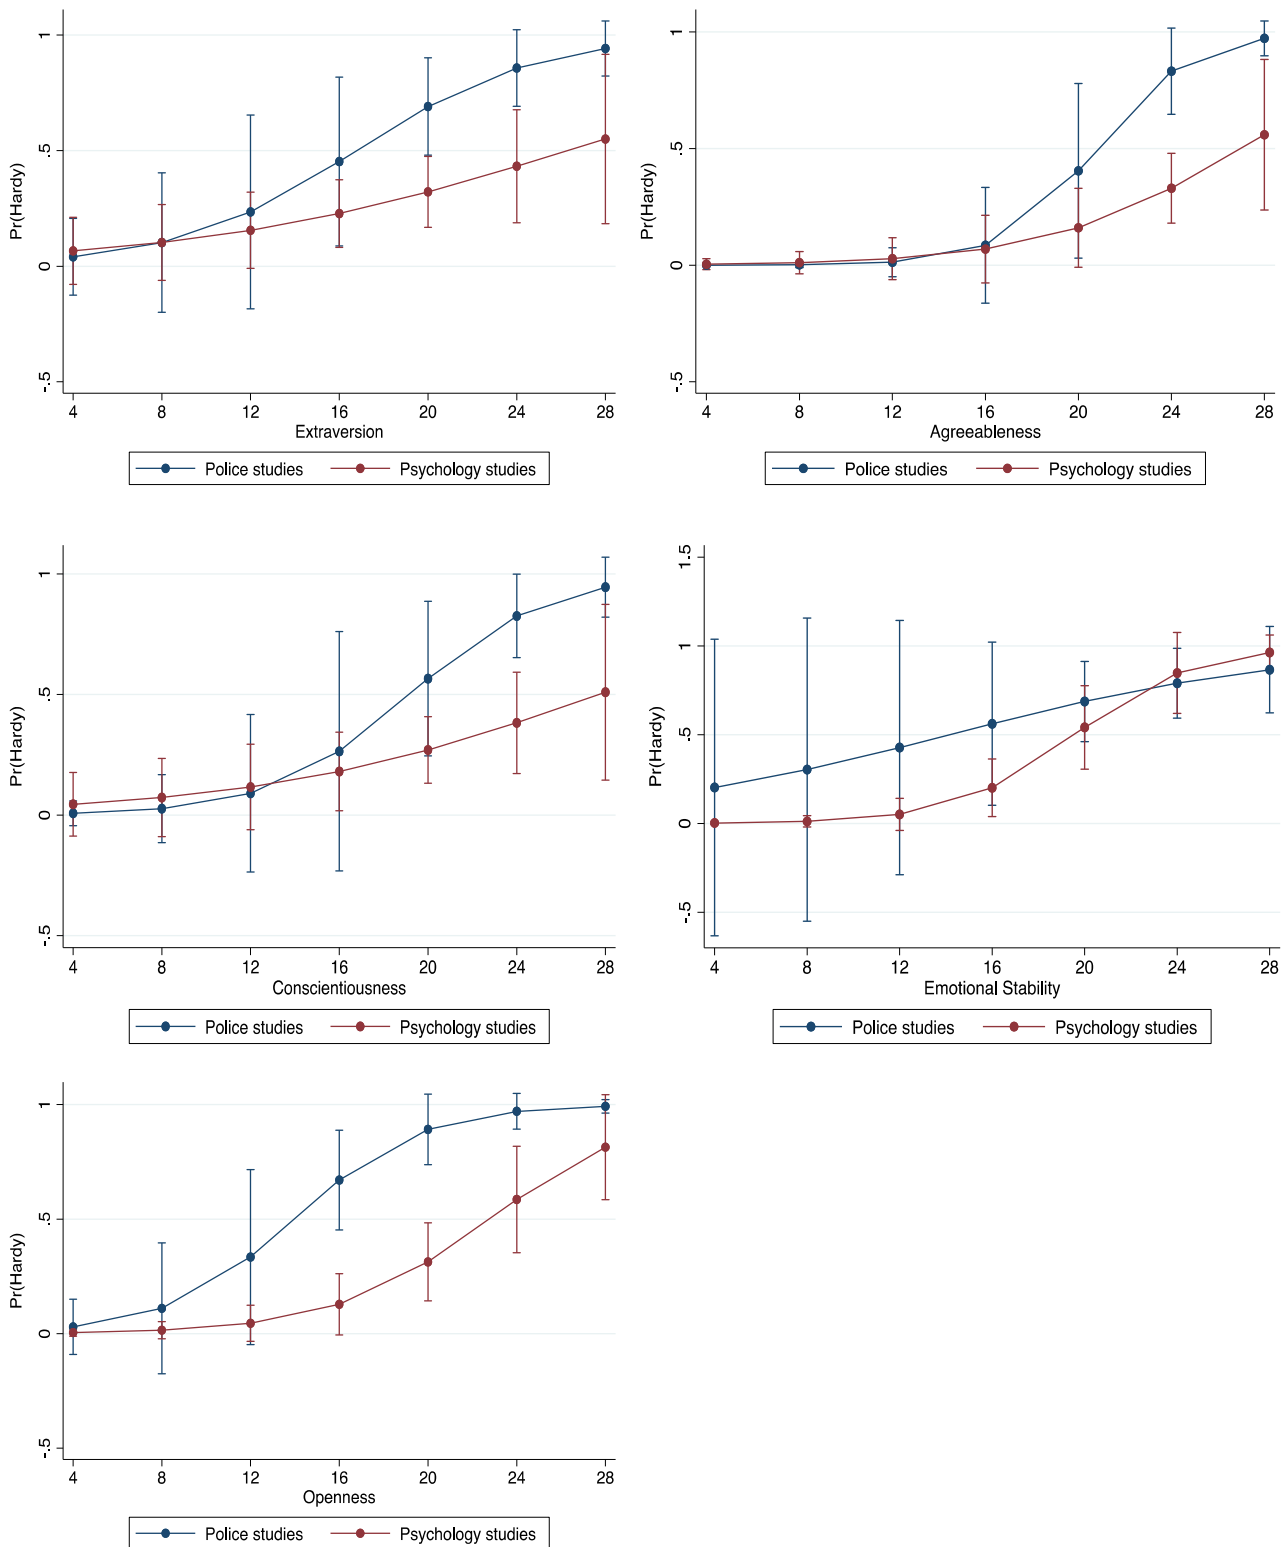 1
.5
0
-.5
Pr(Hardy)
4 8 12 16 20 24 28
Extraversion
Police studies Psychology studies
1
.5
0
-.5
Pr(Hardy)
4 8 12 16 20 24 28
Agreeableness
Police studies Psychology studies
1
.5
0
-.5
Pr(Hardy)
4 8 12 16 20 24 28
Conscientiousness
Police studies Psychology studies
1.5
1
.5
0
-.5
Pr(Hardy)
4 8 12 16 20 24 28
Emotional Stability
Police studies Psychology studies
1
.5
0
-.5
Pr(Hardy)
4 8 12 16 20 24 28
Openness
Police studies Psychology studies